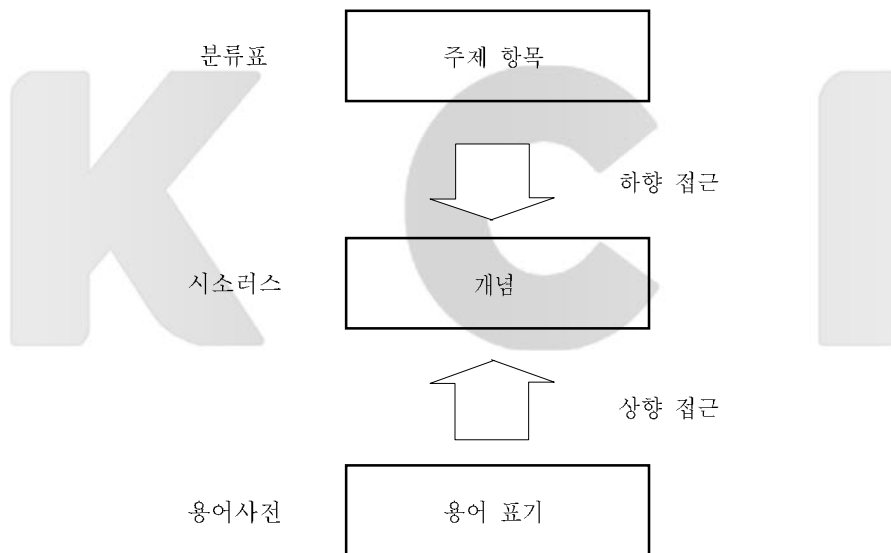 분류표 주제 항목
하향 접근
시소러스 개념
상향 접근
용어사전 용어 표기
KCI